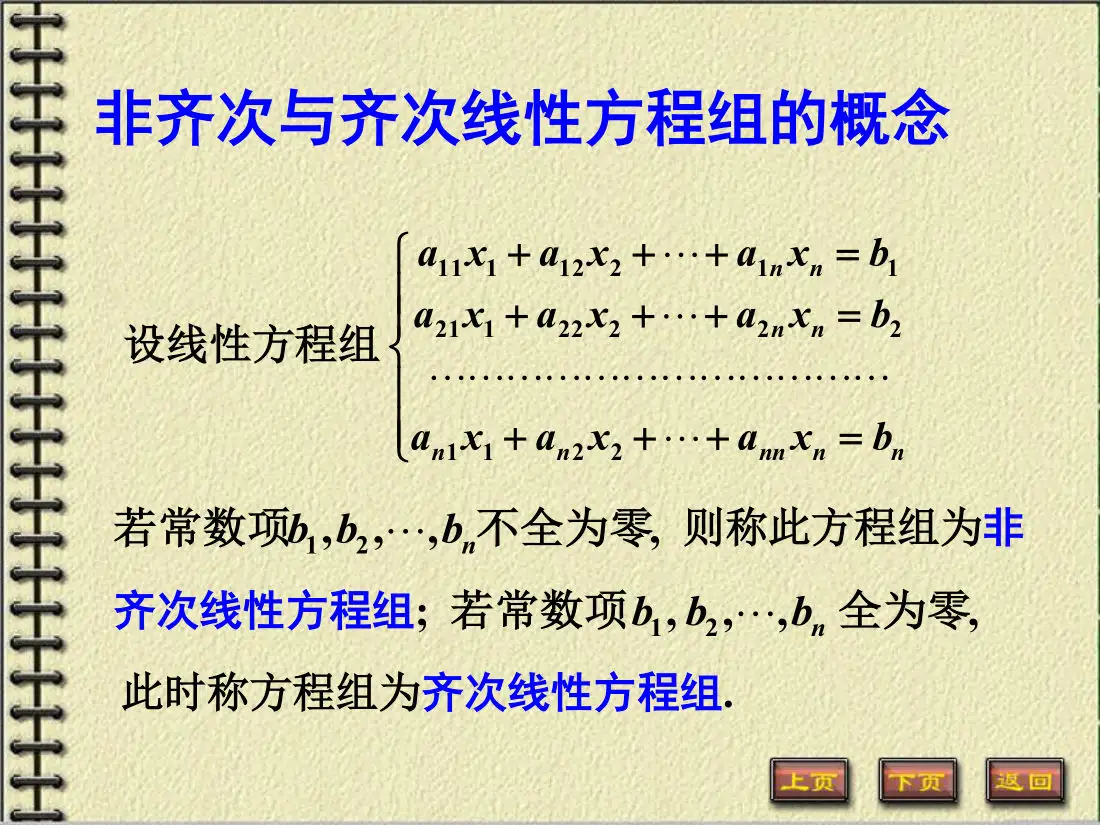 非齐次与齐次线性方程组的概念
a₁₁x₁ + a₁₂x₂ + ⋯ + a₁ₙxₙ = b₁
a₂₁x₁ + a₂₂x₂ + ⋯ + a₂ₙxₙ = b₂
设线性方程组
⋯⋯⋯⋯⋯⋯⋯⋯⋯⋯⋯⋯
aₙ₁x₁ + aₙ₂x₂ + ⋯ + aₙₙxₙ = bₙ
若常数项b₁,b₂,⋯,bₙ不全为零, 则称此方程组为非
齐次线性方程组; 若常数项b₁,b₂,⋯,bₙ 全为零,
此时称方程组为齐次线性方程组.
上页 下页 返回